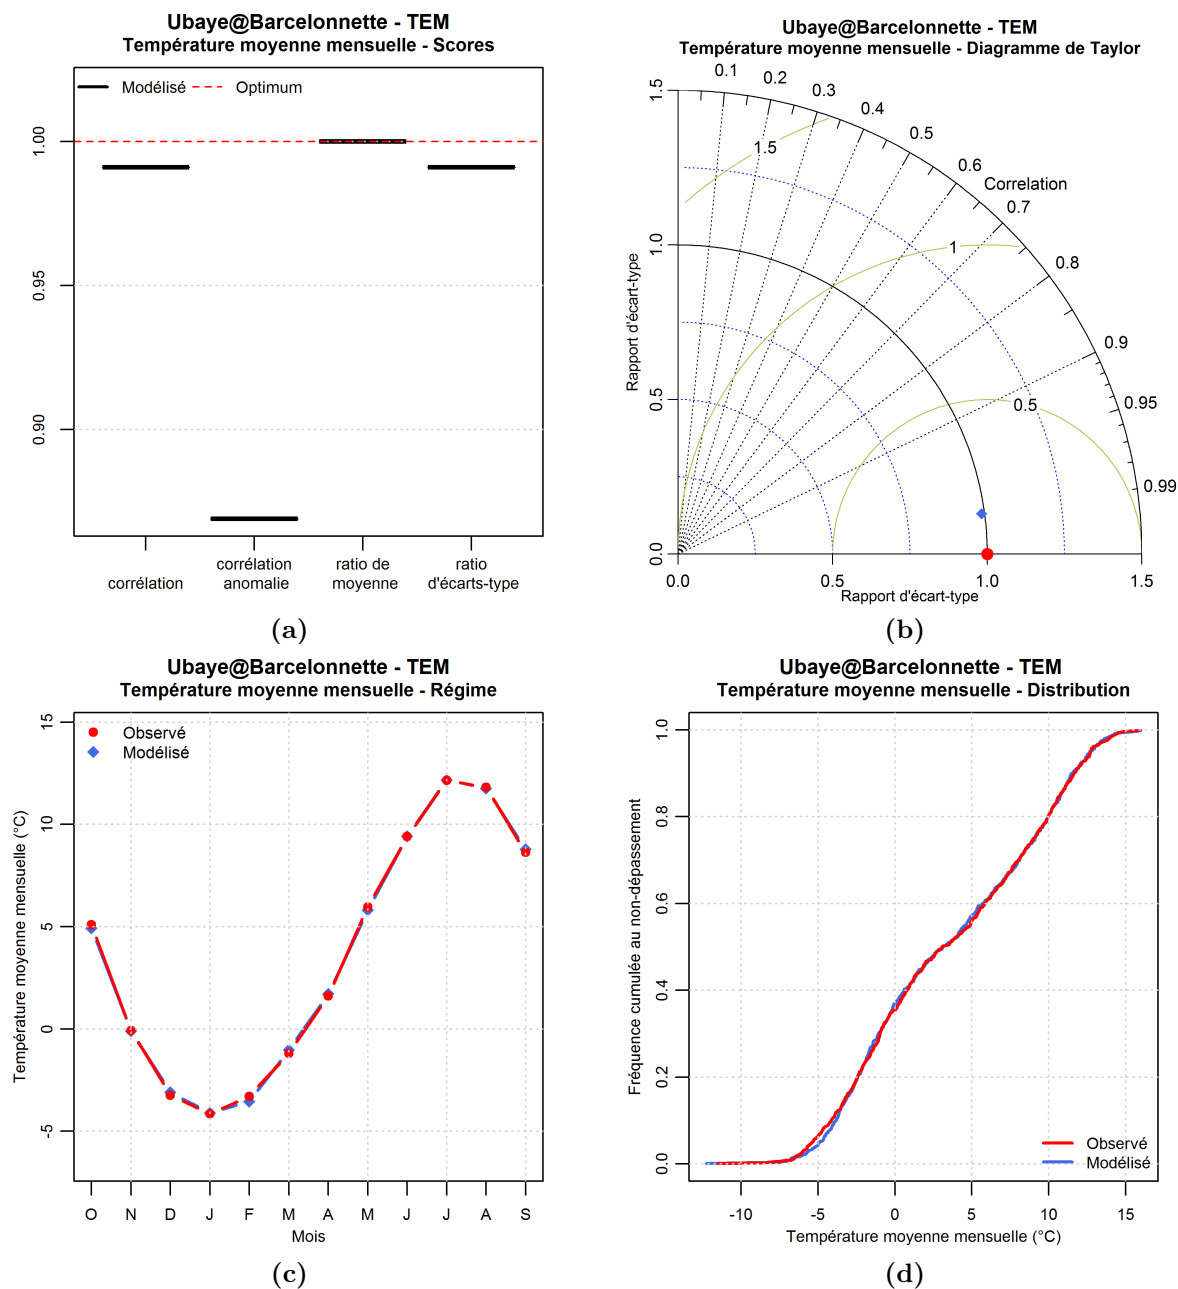 Ubaye@Barcelonnette - TEM
Température moyenne mensuelle - Scores
Modélisé
Optimum
1.00
0.95
0.90
corrélation
corrélation
anomalie
ratio de
moyenne
ratio
d'écarts-type
(a)
Ubaye@Barcelonnette - TEM
Température moyenne mensuelle - Diagramme de Taylor
0.1
0.2
0.3
0.4
0.5
0.6
Correlation
0.7
0.8
0.9
0.95
0.99
1.5
1
0.5
1.5
1.0
0.5
0.0
Rapport d'écart-type
0.0
0.5
1.0
1.5
Rapport d'écart-type
(b)
Ubaye@Barcelonnette - TEM
Température moyenne mensuelle - Régime
Observé
Modélisé
15
10
5
0
-5
Température moyenne mensuelle (°C)
O N D J F M A M J J A S
Mois
(c)
Ubaye@Barcelonnette - TEM
Température moyenne mensuelle - Distribution
1.0
0.8
0.6
0.4
0.2
0.0
Fréquence cumulée au non-dépassement
Observé
Modélisé
-10 -5 0 5 10 15
Température moyenne mensuelle (°C)
(d)